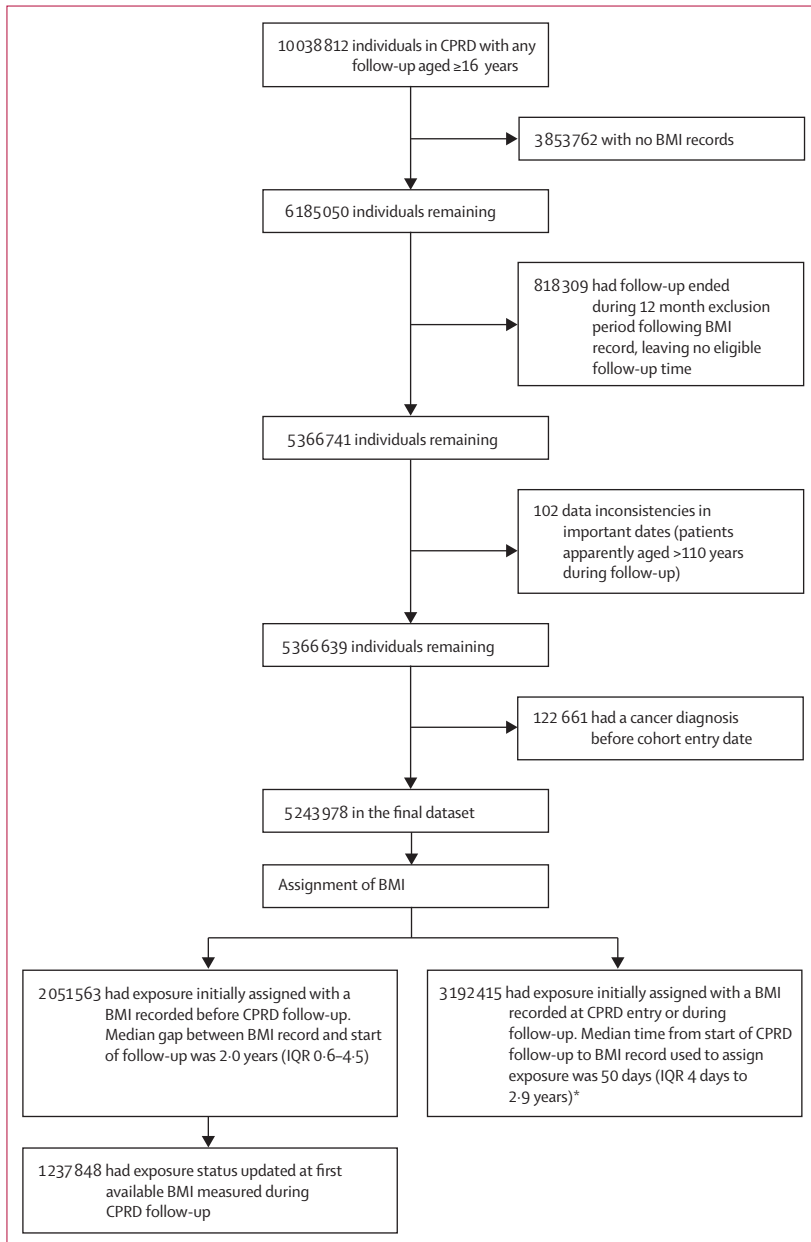 10 038 812 individuals in CPRD with any
follow-up aged ≥16 years
3 853 762 with no BMI records
6 185 050 individuals remaining
818 309 had follow-up ended
during 12 month exclusion
period following BMI
record, leaving no eligible
follow-up time
5 366 741 individuals remaining
102 data inconsistencies in
important dates (patients
apparently aged >110 years
during follow-up)
5 366 639 individuals remaining
122 661 had a cancer diagnosis
before cohort entry date
5 243 978 in the final dataset
Assignment of BMI
2 051 563 had exposure initially assigned with a
BMI recorded before CPRD follow-up.
Median gap between BMI record and start
of follow-up was 2·0 years (IQR 0·6–4·5)
3 192 415 had exposure initially assigned with a BMI
recorded at CPRD entry or during
follow-up. Median time from start of CPRD
follow-up to BMI record used to assign
exposure was 50 days (IQR 4 days to
2·9 years)*
1 237 848 had exposure status updated at first
available BMI measured during
CPRD follow-up